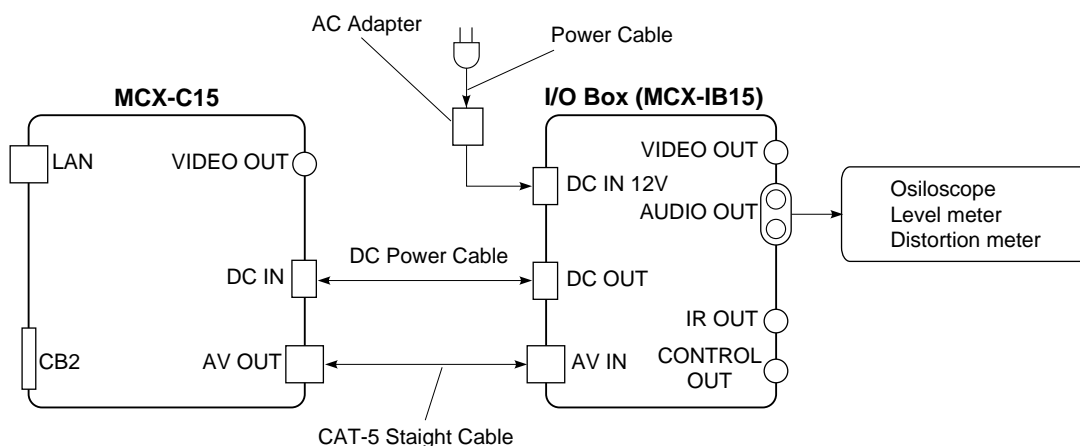 AC Adapter
Power Cable
MCX-C15
I/O Box (MCX-IB15)
LAN
VIDEO OUT
VIDEO OUT
DC IN 12V
AUDIO OUT
Osiloscope
Level meter
Distortion meter
DC Power Cable
DC IN
DC OUT
IR OUT
CB2
AV OUT
AV IN
CONTROL
OUT
CAT-5 Staight Cable